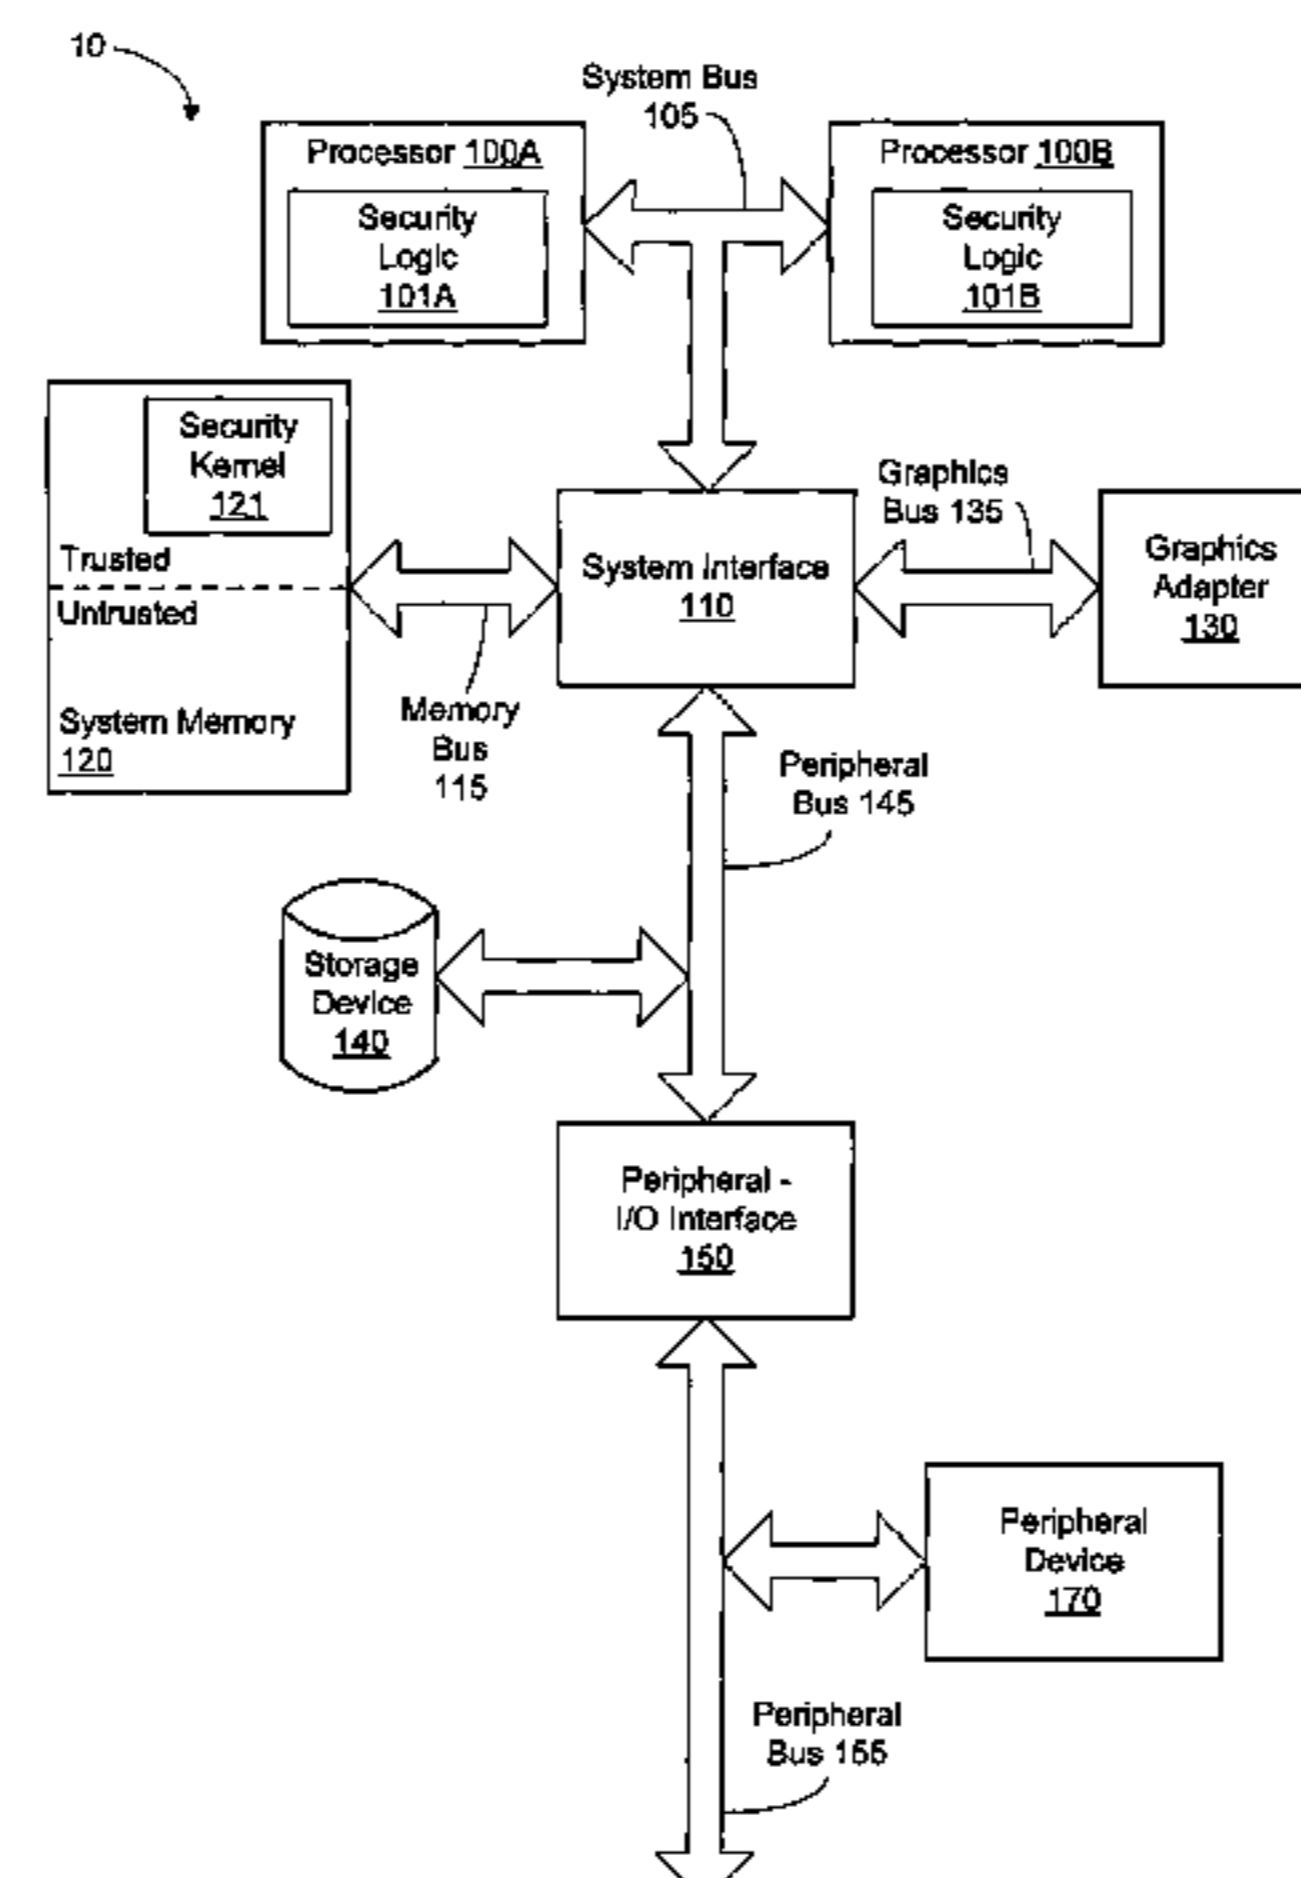 10
System Bus
105
Processor 100A
Security
Logic
101A
Processor 100B
Security
Logic
101B
Security
Kernel
121
Trusted
Untrusted
System Memory
120
Memory
Bus
115
System Interface
110
Graphics
Bus 135
Graphics
Adapter
130
Peripheral
Bus 145
Storage
Device
140
Peripheral -
I/O Interface
150
Peripheral
Device
170
Peripheral
Bus 155